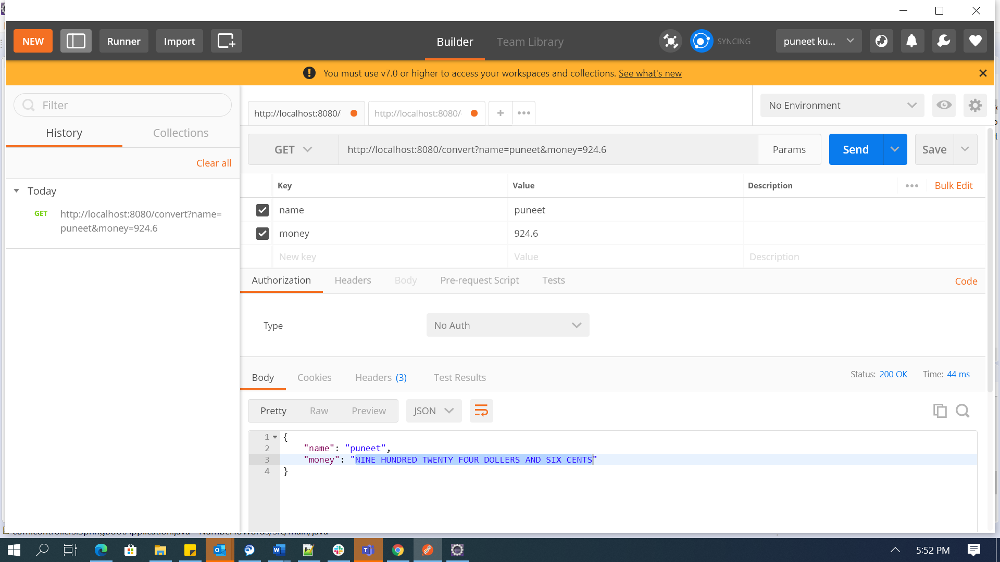 NEW
Runner
Import
Builder
Team Library
SYNCING
puneet ku...
You must use v7.0 or higher to access your workspaces and collections. See what's new
Filter
History
Collections
Clear all
Today
GET
http://localhost:8080/convert?name=
puneet&money=924.6
http://localhost:8080/
http://localhost:8080/
No Environment
GET
http://localhost:8080/convert?name=puneet&money=924.6
Params
Send
Save
Key
Value
Description
Bulk Edit
name
puneet
money
924.6
New key
Value
Description
Authorization
Headers
Body
Pre-request Script
Tests
Code
Type
No Auth
Body
Cookies
Headers (3)
Test Results
Status: 200 OK
Time: 44 ms
Pretty
Raw
Preview
JSON
1 {
2 "name": "puneet",
3 "money": "NINE HUNDRED TWENTY FOUR DOLLERS AND SIX CENTS"
4 }
com.controllers.SpringBootApplication.java - NumberToWords/src/main/java
5:52 PM